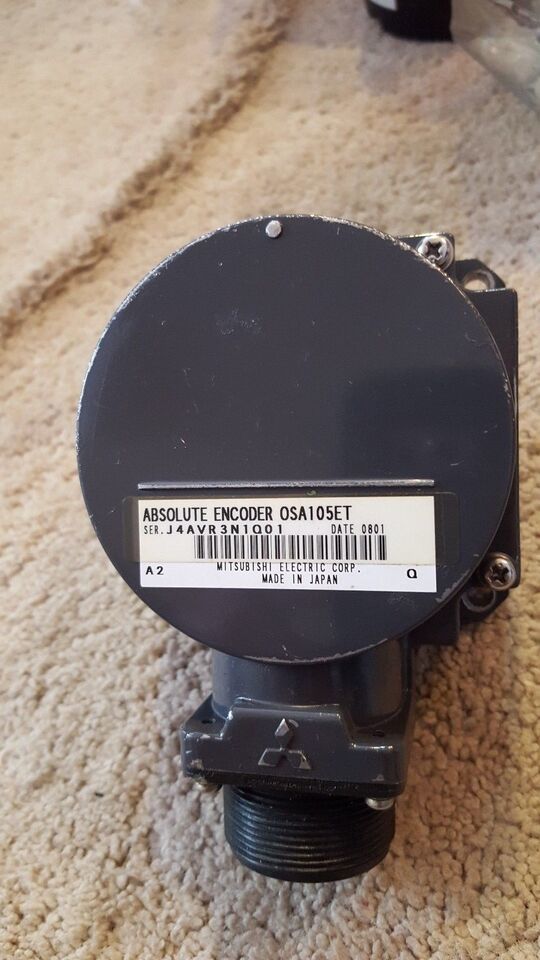 ABSOLUTE ENCODER OSA105ET
SER. J4AVR3N1Q01 DATE 0801
MITSUBISHI ELECTRIC CORP.
A2 MADE IN JAPAN Q